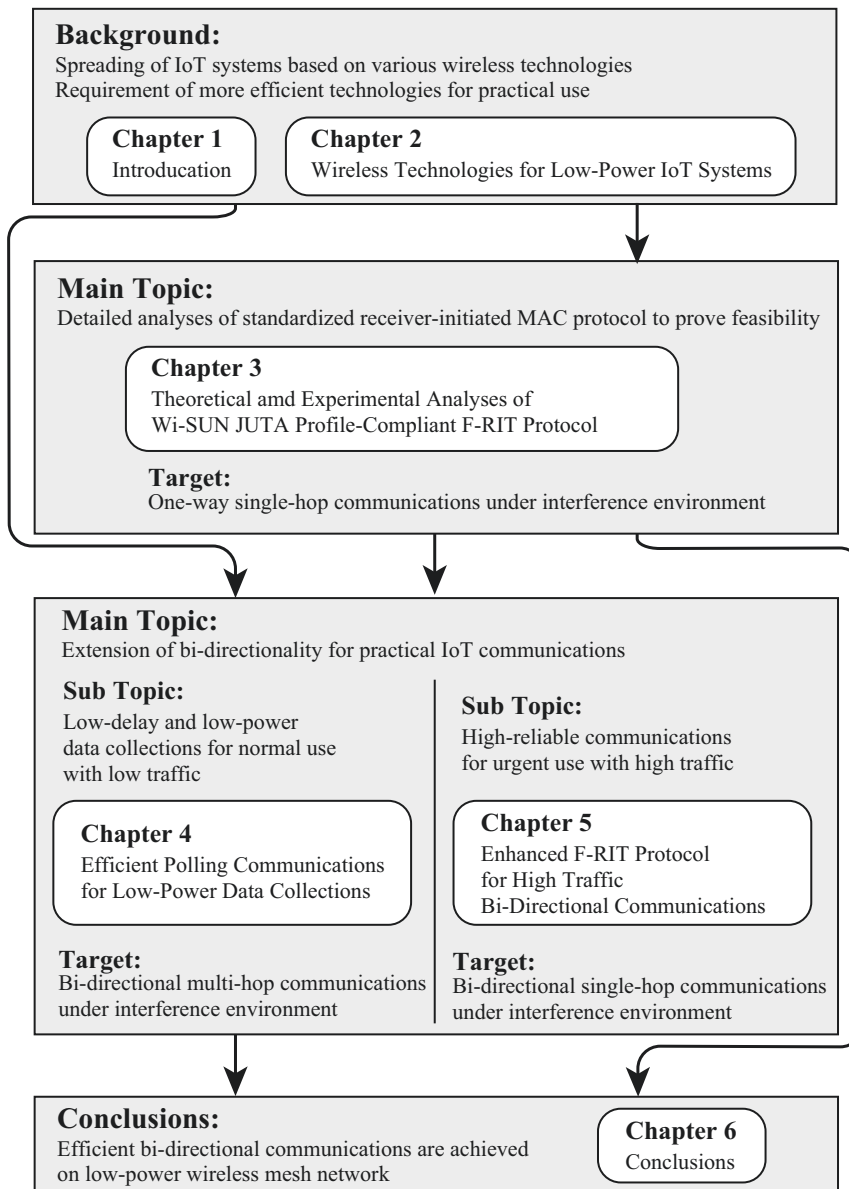 Background:
Spreading of IoT systems based on various wireless technologies
Requirement of more efficient technologies for practical use
Chapter 1
Introducation
Chapter 2
Wireless Technologies for Low-Power IoT Systems
Main Topic:
Detailed analyses of standardized receiver-initiated MAC protocol to prove feasibility
Chapter 3
Theoretical amd Experimental Analyses of
Wi-SUN JUTA Profile-Compliant F-RIT Protocol
Target:
One-way single-hop communications under interference environment
Main Topic:
Extension of bi-directionality for practical IoT communications
Sub Topic:
Low-delay and low-power
data collections for normal use
with low traffic
Chapter 4
Efficient Polling Communications
for Low-Power Data Collections
Target:
Bi-directional multi-hop communications
under interference environment
Sub Topic:
High-reliable communications
for urgent use with high traffic
Chapter 5
Enhanced F-RIT Protocol
for High Traffic
Bi-Directional Communications
Target:
Bi-directional single-hop communications
under interference environment
Conclusions:
Efficient bi-directional communications are achieved
on low-power wireless mesh network
Chapter 6
Conclusions